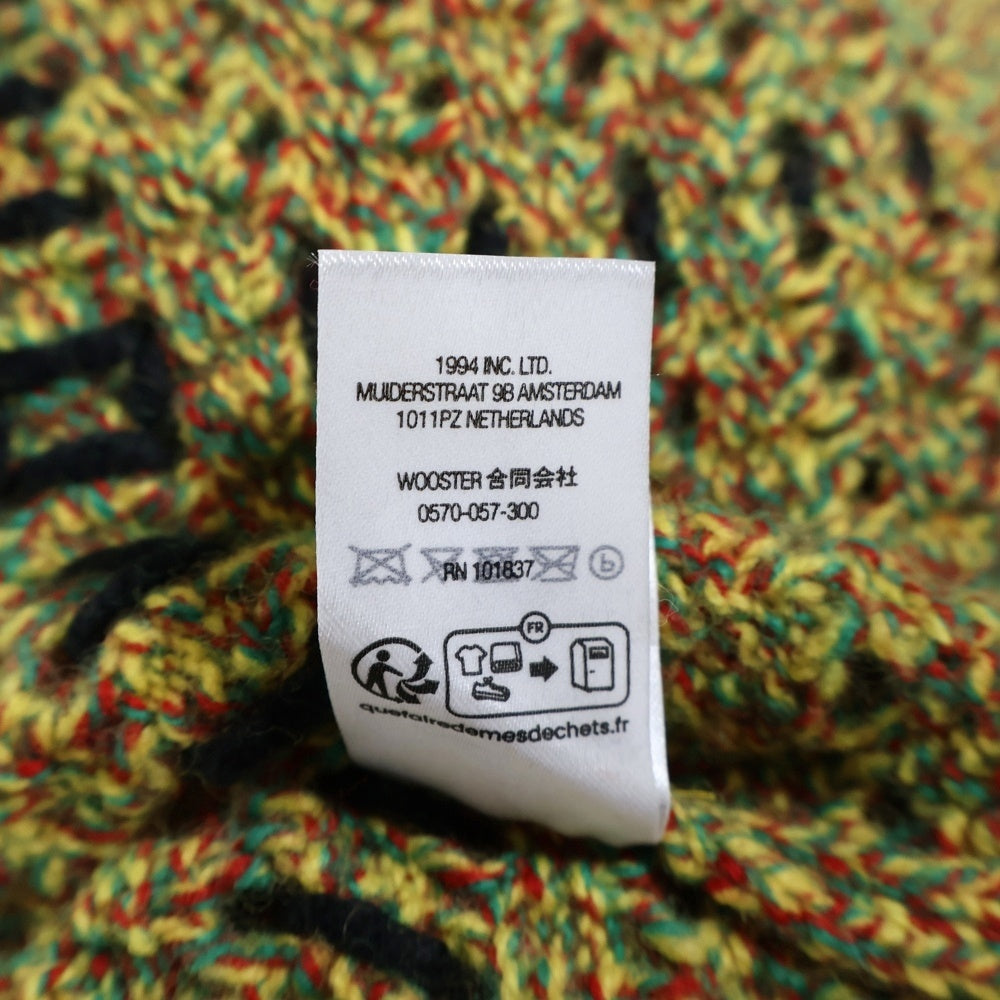 1994 INC. LTD.
MUIDERSTRAAT 9B AMSTERDAM
1011PZ NETHERLANDS
WOOSTER 合同会社
0570-057-300
RN 101837
FR
quefairedemesdechets.fr